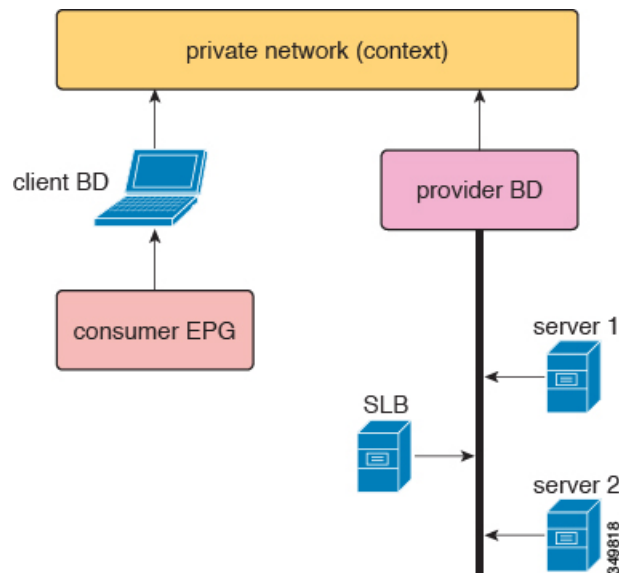 private network (context)
client BD
provider BD
consumer EPG
server 1
SLB
server 2
349818